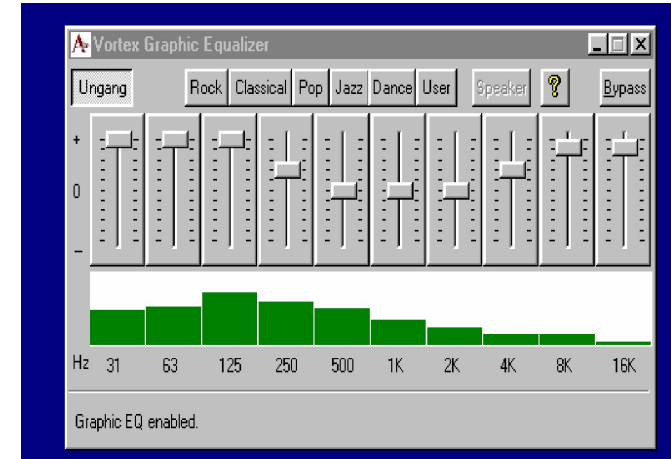 Vortex Graphic Equalizer
Ungang Rock Classical Pop Jazz Dance User Speaker ? Bypass
+
0
−
Hz 31 63 125 250 500 1K 2K 4K 8K 16K
Graphic EQ enabled.